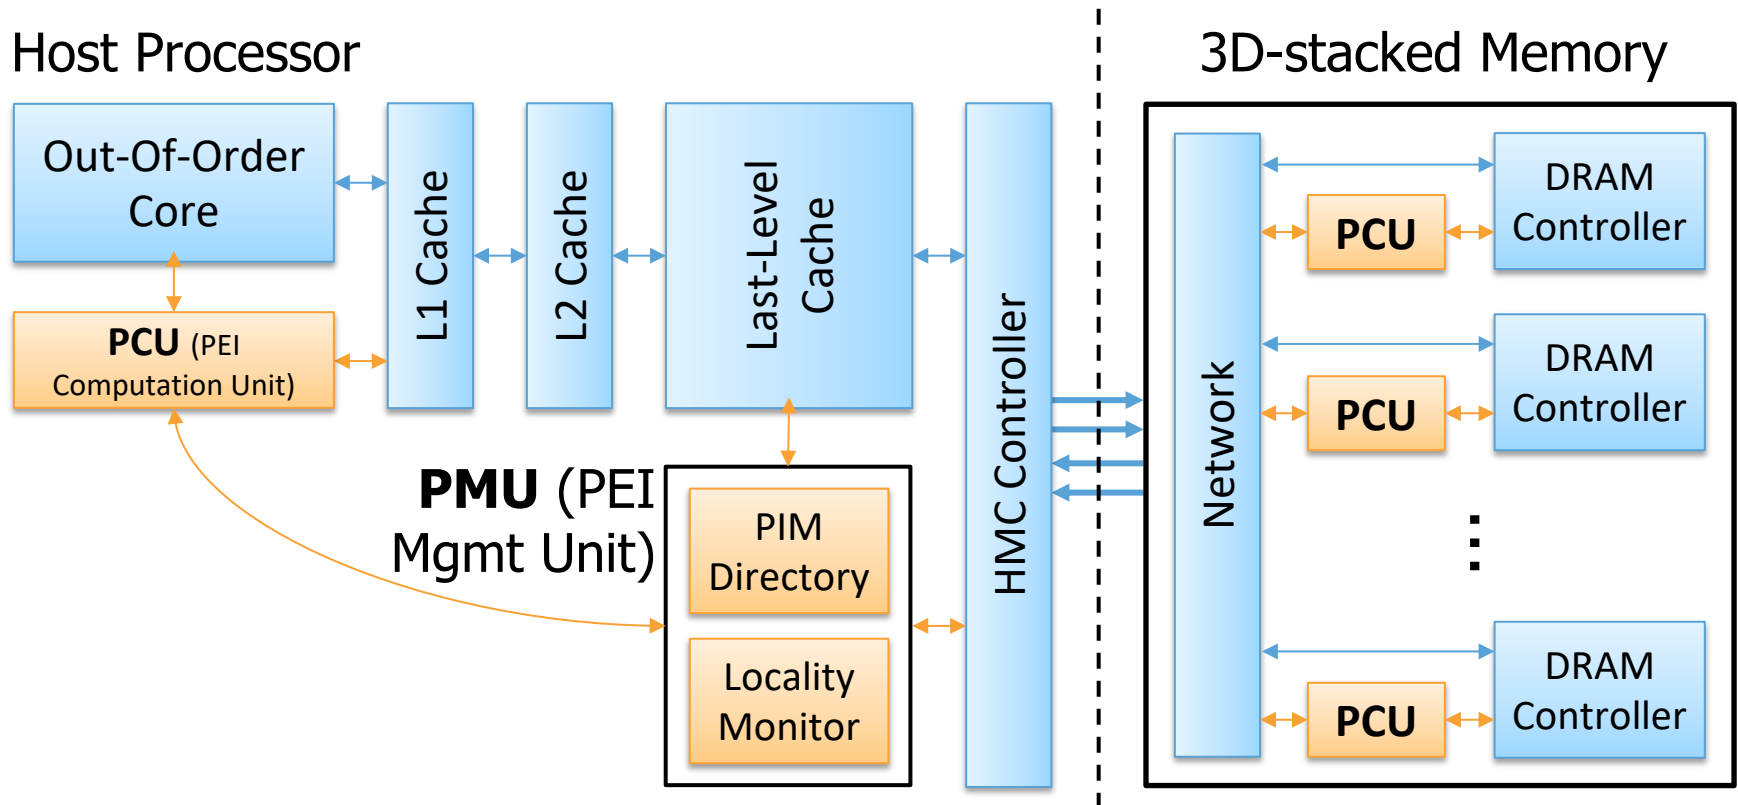 Host Processor
3D-stacked Memory
Out-Of-Order
Core
PCU (PEI
Computation Unit)
L1 Cache
L2 Cache
Last-Level
Cache
PMU (PEI
Mgmt Unit)
PIM
Directory
Locality
Monitor
HMC Controller
Network
PCU
DRAM
Controller
PCU
DRAM
Controller
...
PCU
DRAM
Controller